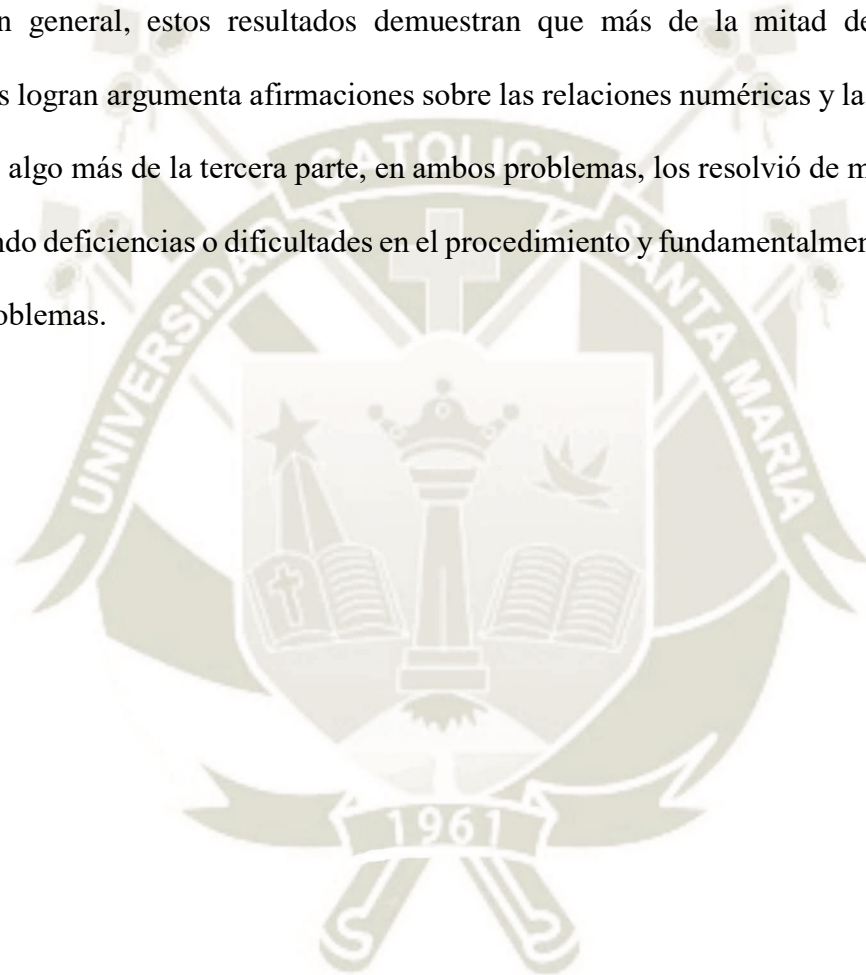 n general, estos resultados demuestran que más de la mitad de
s logran argumenta afirmaciones sobre las relaciones numéricas y la
algo más de la tercera parte, en ambos problemas, los resolvió de m
ndo deficiencias o dificultades en el procedimiento y fundamentalmen
oblemas.
UNIVERSIDAD CATOLICA SANTA MARIA
1961